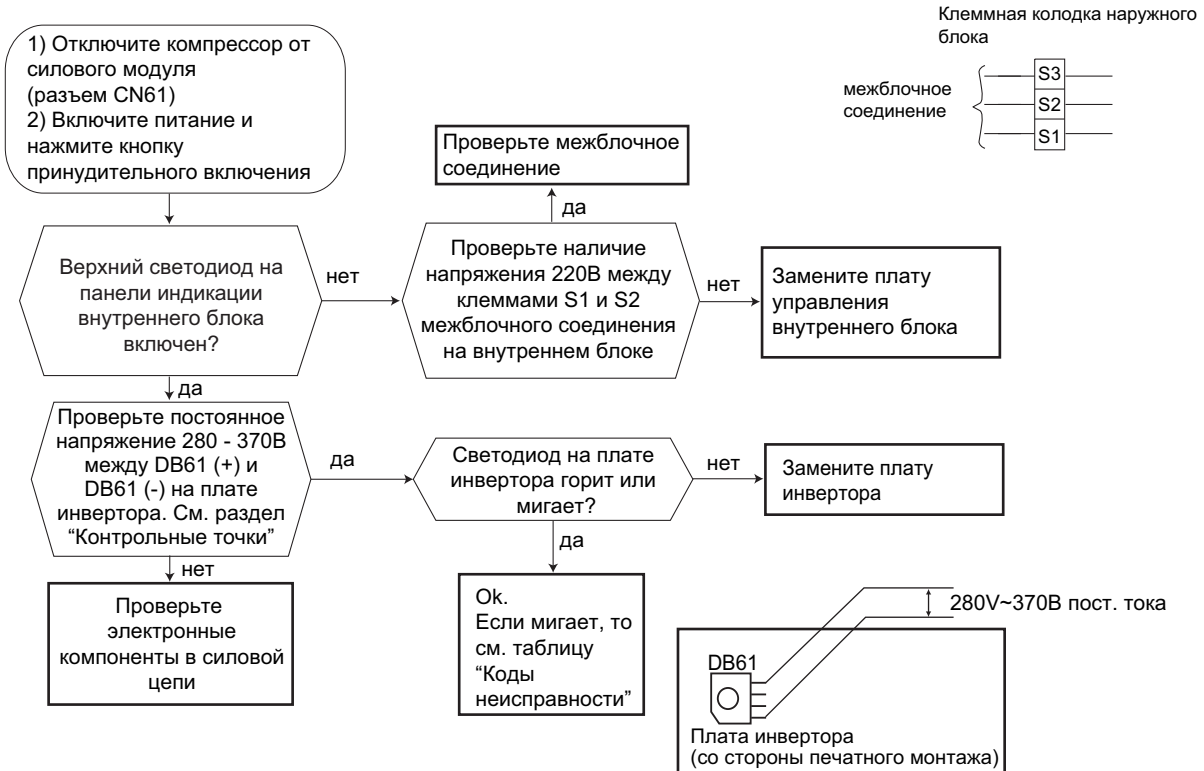 1) Отключите компрессор от
силового модуля
(разъем CN61)
2) Включите питание и
нажмите кнопку
принудительного включения
Клеммная колодка наружного
блока
межблочное
соединение
S3
S2
S1
Проверьте межблочное
соединение
да
Верхний светодиод на
панели индикации
внутреннего блока
включен?
нет
Проверьте наличие
напряжения 220В между
клеммами S1 и S2
межблочного соединения
на внутреннем блоке
нет
Замените плату
управления
внутреннего блока
да
Проверьте постоянное
напряжение 280 - 370В
между DB61 (+) и
DB61 (-) на плате
инвертора. См. раздел
“Контрольные точки”
да
Светодиод на плате
инвертора горит или
мигает?
нет
Замените плату
инвертора
нет
Проверьте
электронные
компоненты в силовой
цепи
да
Ok.
Если мигает, то
см. таблицу
“Коды
неисправности”
280V~370В пост. тока
DB61
Плата инвертора
(со стороны печатного монтажа)